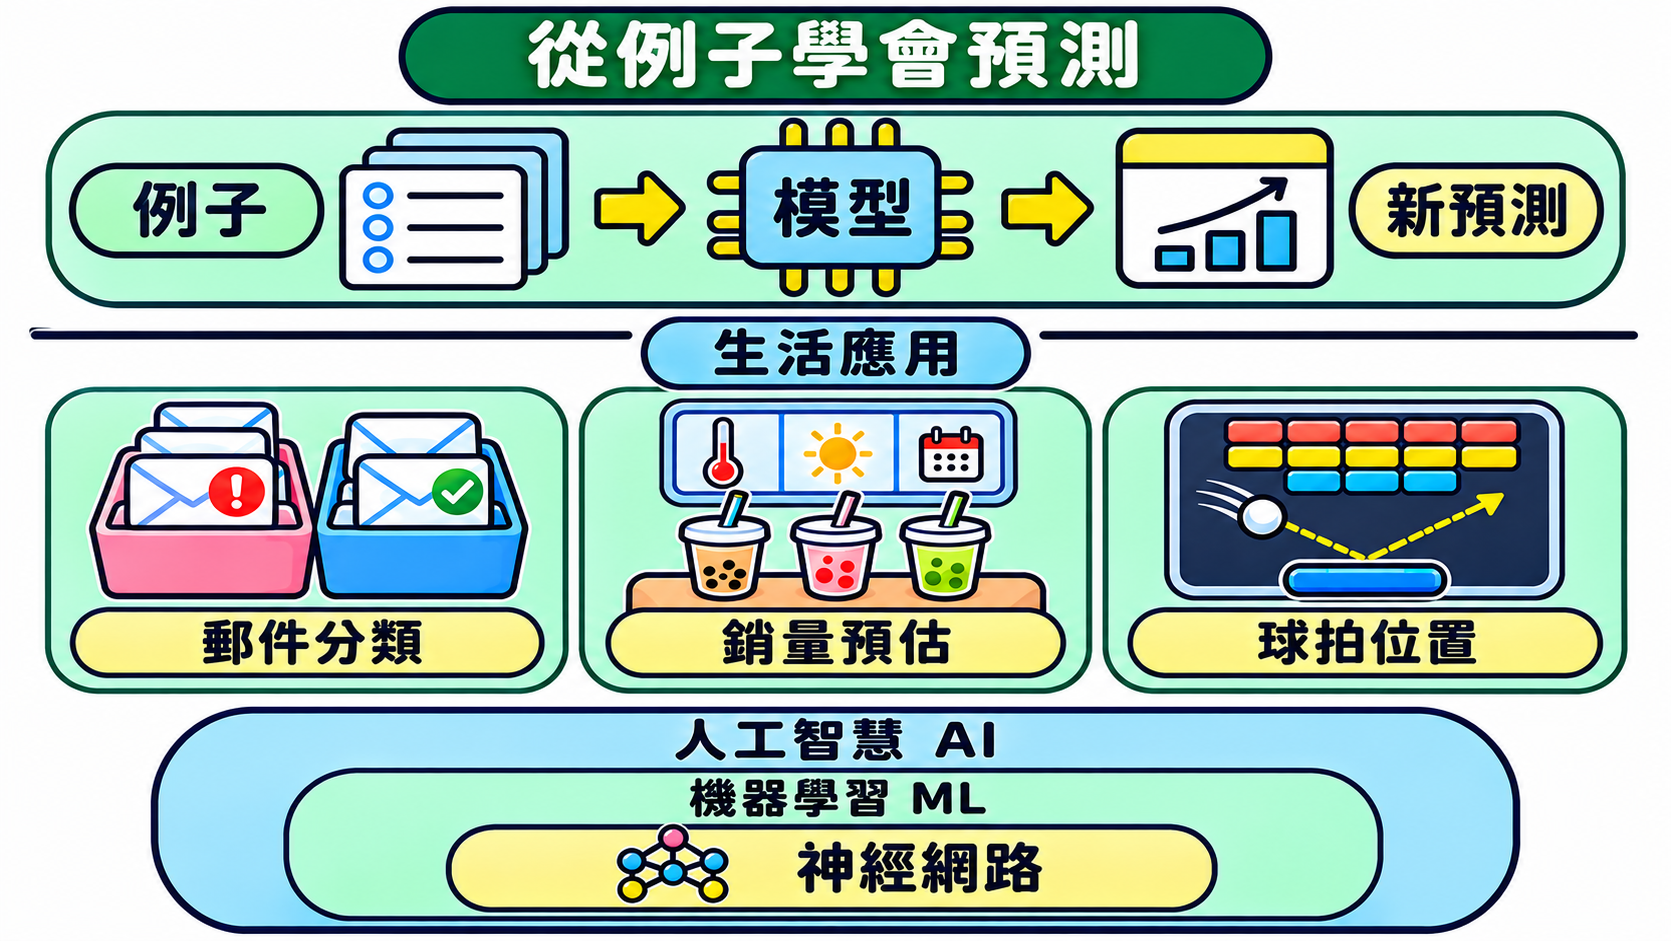 從例子學會預測
例子
模型
新預測
生活應用
郵件分類
銷量預估
球拍位置
人工智慧 AI
機器學習 ML
神經網路